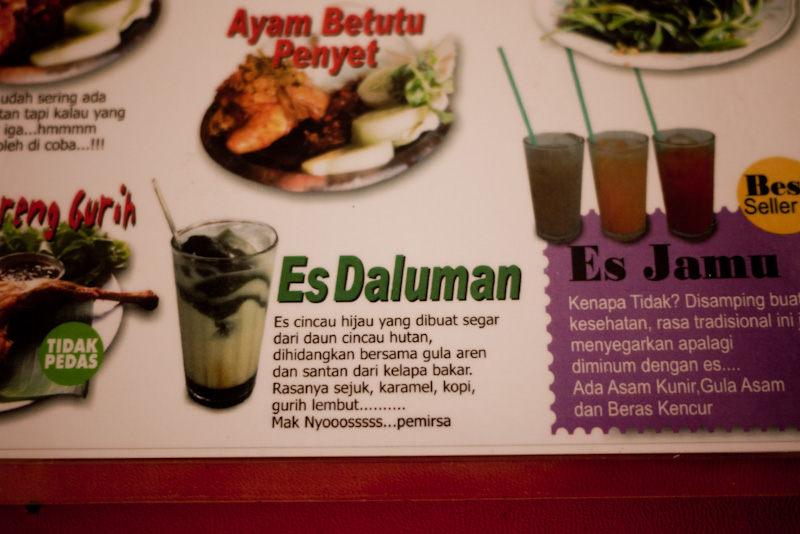 Ayam Betutu
Penyet
udah sering ada
tan tapi kalau yang
iga...hmmmm
oleh di coba...!!!
reng Gurih
TIDAK
PEDAS
Es Daluman
Es cincau hijau yang dibuat segar
dari daun cincau hutan,
dihidangkan bersama gula aren
dan santan dari kelapa bakar.
Rasanya sejuk, karamel, kopi,
gurih lembut..........
Mak Nyooosssss...pemirsa
Bes
Seller
Es Jamu
Kenapa Tidak? Disamping buat
kesehatan, rasa tradisional ini
menyegarkan apalagi
diminum dengan es....
Ada Asam Kunir,Gula Asam
dan Beras Kencur